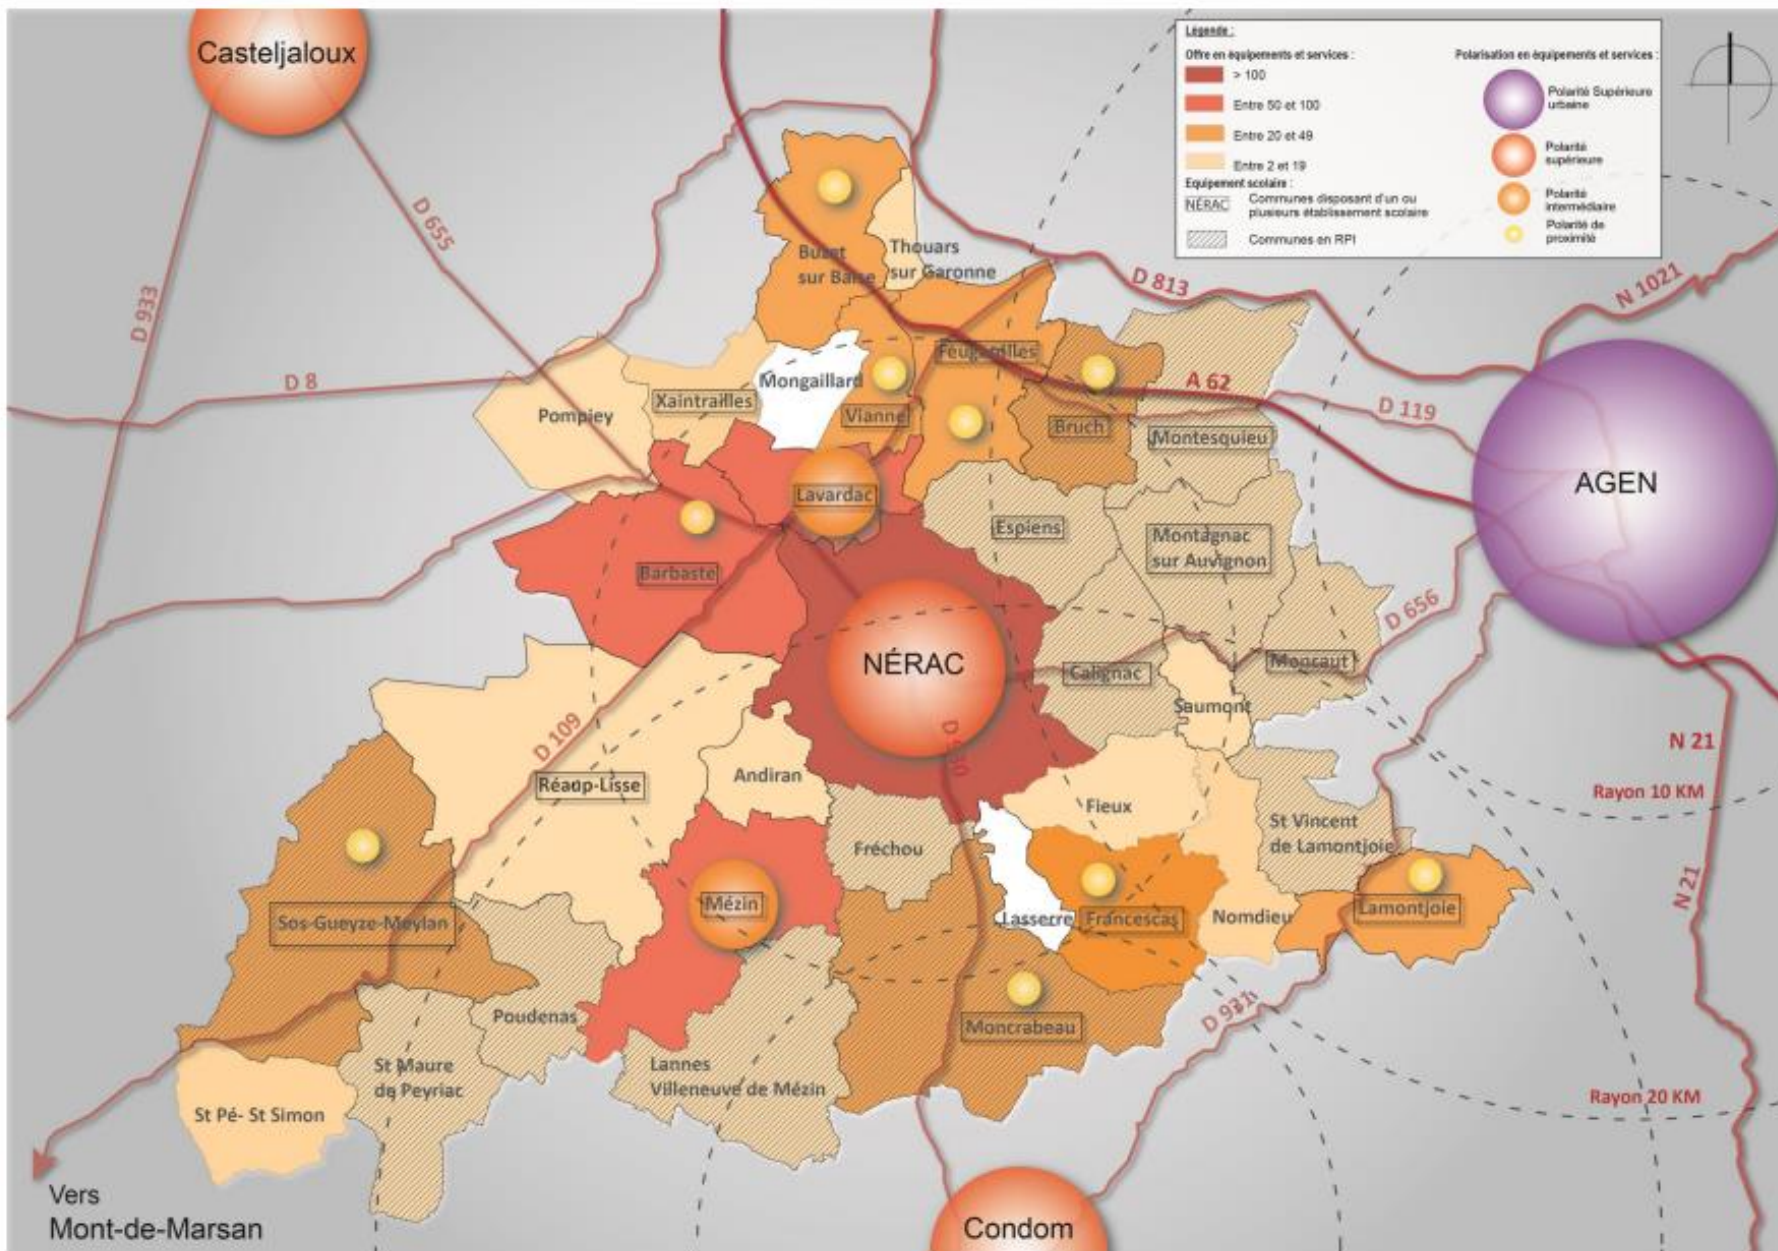 Casteljaloux
Légende :
Offre en équipements et services :
> 100
Entre 50 et 100
Entre 20 et 49
Entre 2 et 19
Equipement scolaire :
NÉRAC
Communes disposant d'un ou
plusieurs établissement scolaire
Communes en RPI
Polarisation en équipements et services :
Polarité Supérieure
urbaine
Polarité
supérieure
Polarité
intermédiaire
Polarité de
proximité
D 655
D 933
D 8
D 813
N 1021
A 62
D 119
Buzet
sur Baïse
Thouars
sur Garonne
Mongaillard
Feugarolles
Xaintrailles
Pompiey
Vianne
Bruch
Montesquieu
AGEN
Lavardac
Espiens
Montagnac
sur Auvignon
Barbaste
D 656
NÉRAC
Calignac
Moncaut
Saumont
D 109
D 930
N 21
Andiran
Réaup-Lisse
Rayon 10 KM
Fieux
St Vincent
de Lamontjoie
Fréchou
Mézin
Lasserre
Francescas
Nomdieu
Lamontjoie
N 21
Sos-Gueyze-Meylan
Poudenas
Moncrabeau
D 931
St Maure
de Peyriac
Lannes
Villeneuve de Mézin
St Pé- St Simon
Rayon 20 KM
Vers
Mont-de-Marsan
Condom